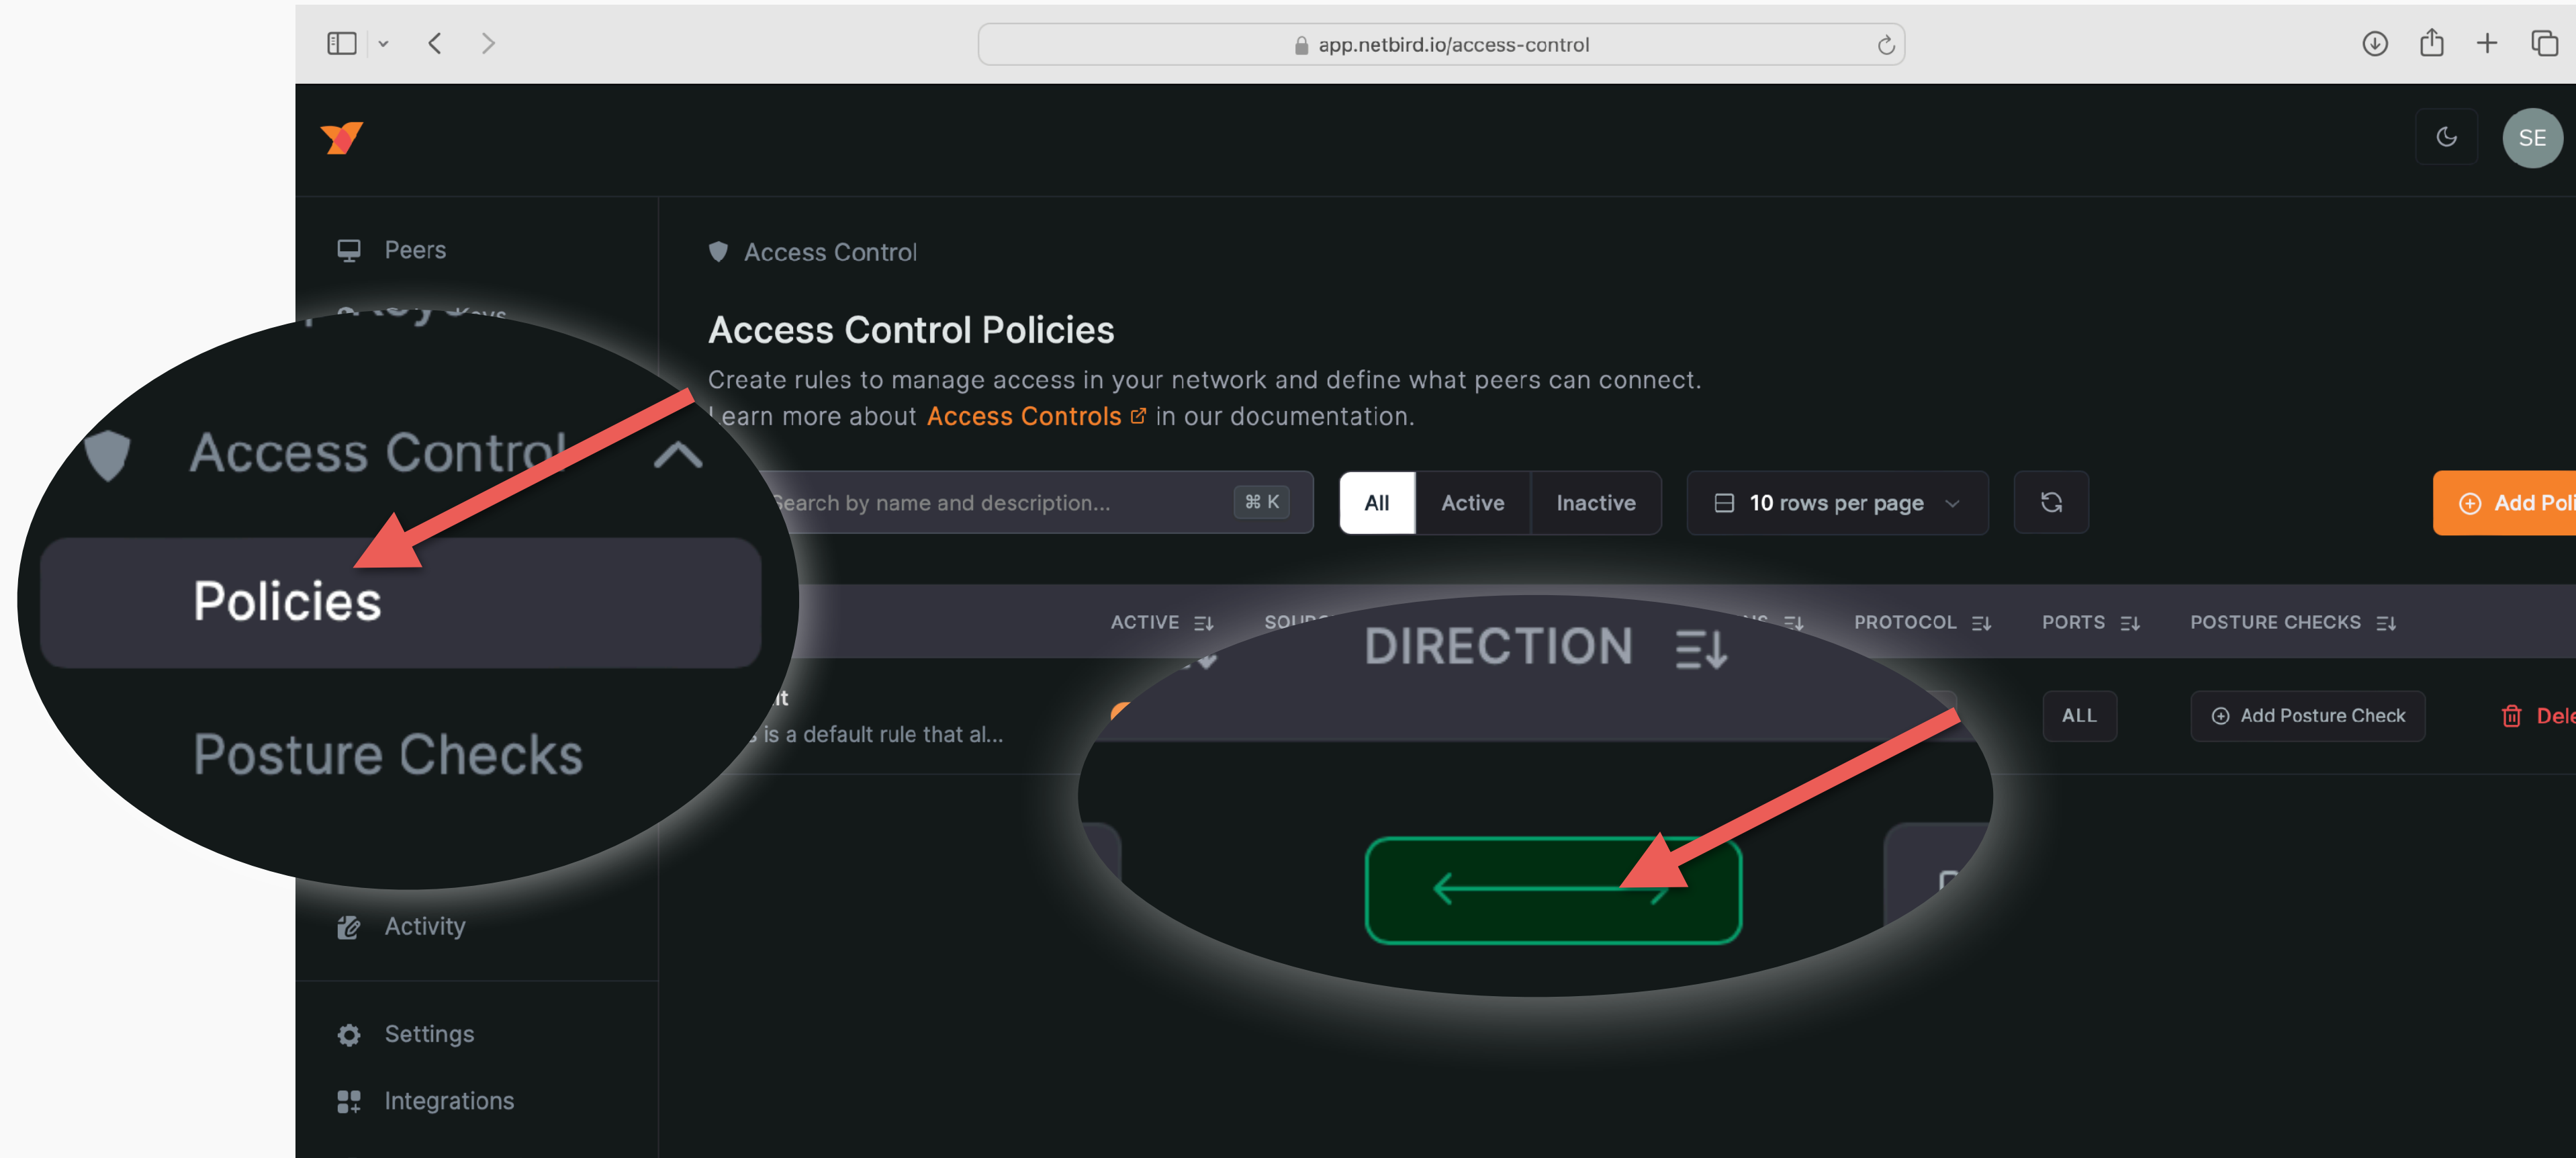 app.netbird.io/access-control
SE
Peers
Access Control
Access Control Policies
Create rules to manage access in your network and define what peers can connect.
earn more about Access Controls in our documentation.
Access Control
Policies
Posture Checks
Search by name and description...
⌘ K
All
Active
Inactive
10 rows per page
Add Poli
ACTIVE
PROTOCOL
PORTS
POSTURE CHECKS
DIRECTION
is a default rule that al...
ALL
Add Posture Check
Dele
Activity
Settings
Integrations